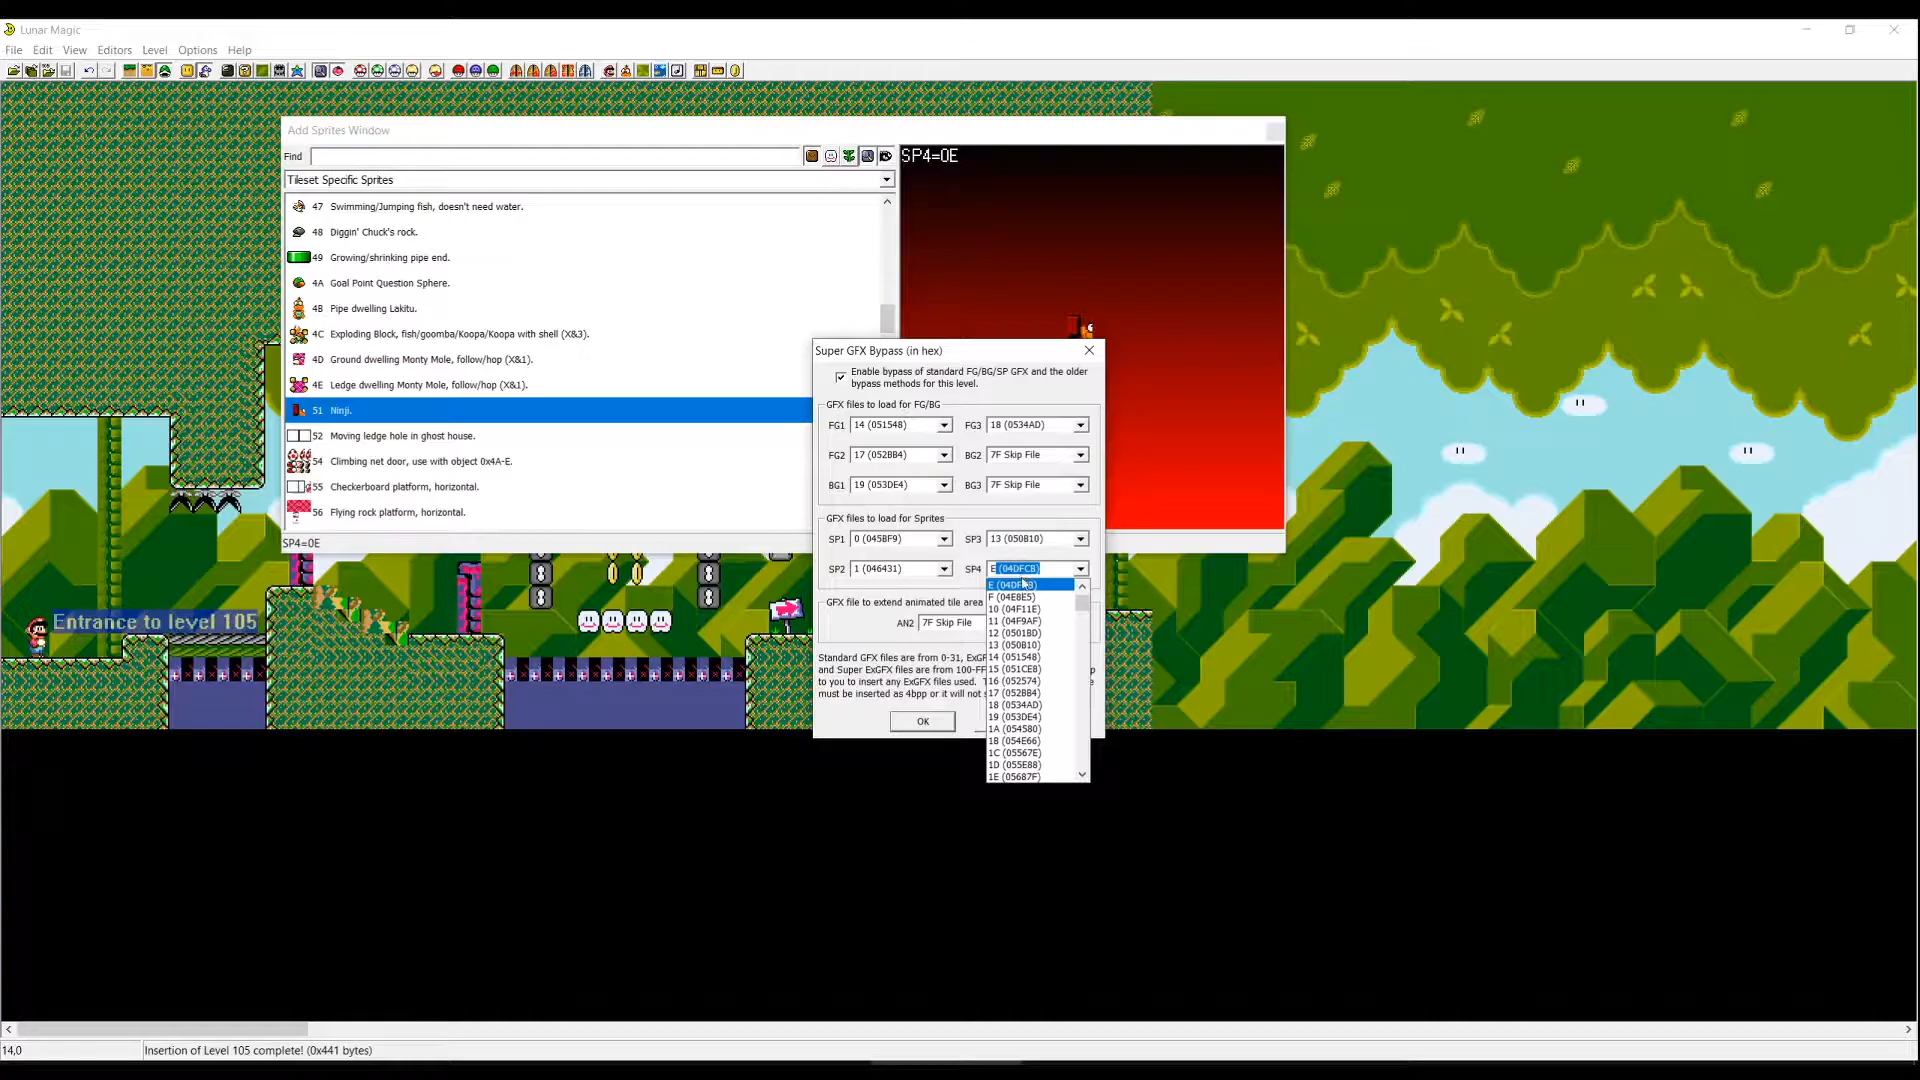 Lunar Magic
File Edit View Editors Level Options Help
Add Sprites Window
Find
SP4=0E
Tileset Specific Sprites
47 Swimming/Jumping fish, doesn't need water.
48 Diggin' Chuck's rock.
49 Growing/shrinking pipe end.
4A Goal Point Question Sphere.
4B Pipe dwelling Lakitu.
4C Exploding Block, fish/goomba/Koopa/Koopa with shell (X&3).
4D Ground dwelling Monty Mole, follow/hop (X&1).
4E Ledge dwelling Monty Mole, follow/hop (X&1).
51 Ninji.
52 Moving ledge hole in ghost house.
54 Climbing net door, use with object 0x4A-E.
55 Checkerboard platform, horizontal.
56 Flying rock platform, horizontal.
SP4=0E
Super GFX Bypass (in hex)
Enable bypass of standard FG/BG/SP GFX and the older
bypass methods for this level.
GFX files to load for FG/BG
FG1 14 (051548) FG3 18 (0534AD)
FG2 17 (052BB4) BG2 7F Skip File
BG1 19 (053DE4) BG3 7F Skip File
GFX files to load for Sprites
SP1 0 (045BF9) SP3 13 (050B10)
SP2 1 (046431) SP4 E (04DFCB)
E (04DF
F (04E8E5)
10 (04F11E)
11 (04F9AF)
12 (0501BD)
13 (050B10)
14 (051548)
15 (051CE8)
16 (052574)
17 (052BB4)
18 (0534AD)
19 (053DE4)
1A (054580)
1B (054E66)
1C (05567E)
1D (055E88)
1E (05687F)
GFX file to extend animated tile area
AN2 7F Skip File
Standard GFX files are from 0-31, ExGF
and Super ExGFX files are from 100-FF
to you to insert any ExGFX files used. T
must be inserted as 4bpp or it will not
OK
Entrance to level 105
14,0
Insertion of Level 105 complete! (0x441 bytes)